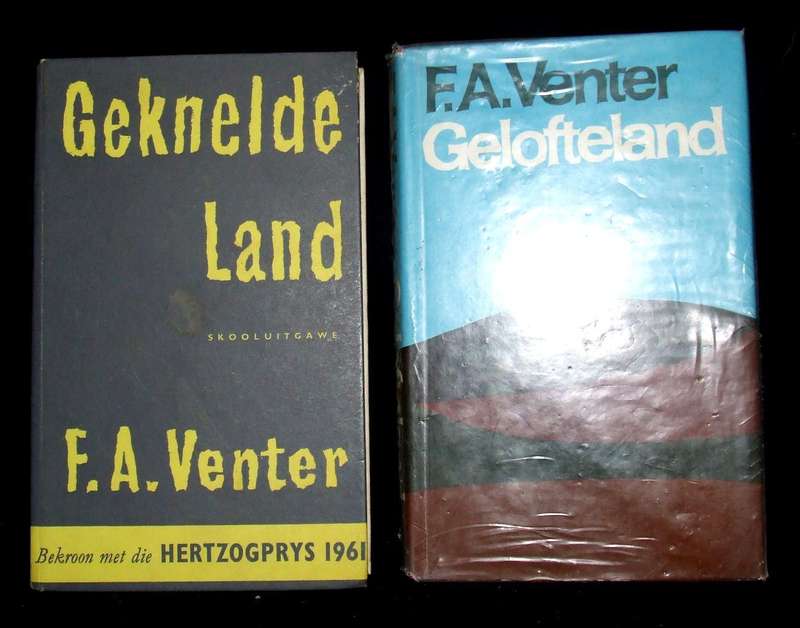 Geknelde
Land
SKOOLUITGAWE
F.A.Venter
Bekroon met die HERTZOGPRYS 1961
F.A.Venter
Gelofteland